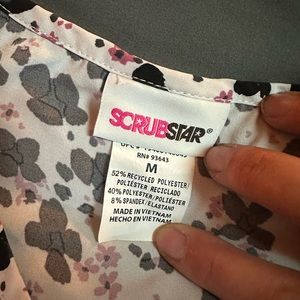 SCRUBSTAR®
UPC#
RN# 93643
M
52% RECYCLED POLYESTER/
POLIÉSTER RECICLADO
40% POLYESTER/POLIÉSTER
8% SPANDEX/ELASTANO
MADE IN VIETNAM
HECHO EN VIETNAM